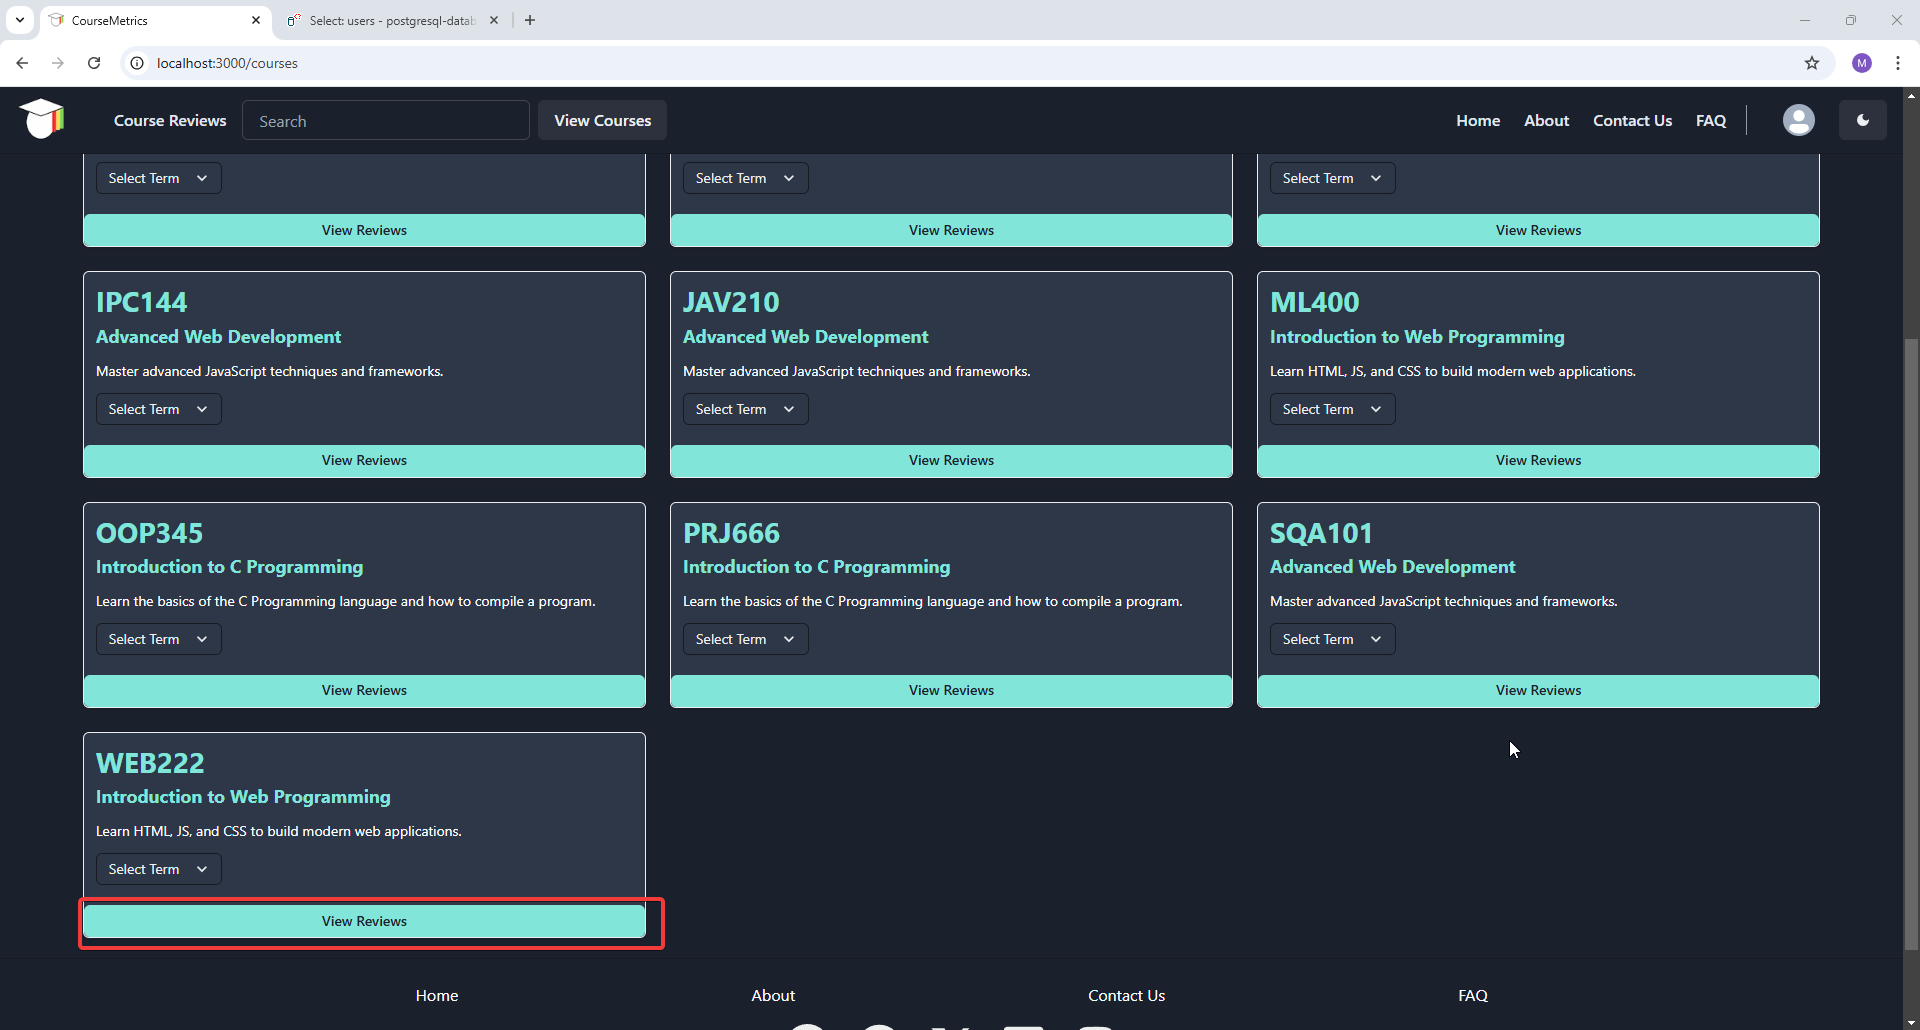 CourseMetrics
Select: users - postgresql-datab
localhost:3000/courses
M
Course Reviews
Search
View Courses
Home
About
Contact Us
FAQ
Select Term
Select Term
Select Term
View Reviews
View Reviews
View Reviews
IPC144
Advanced Web Development
Master advanced JavaScript techniques and frameworks.
Select Term
View Reviews
JAV210
Advanced Web Development
Master advanced JavaScript techniques and frameworks.
Select Term
View Reviews
ML400
Introduction to Web Programming
Learn HTML, JS, and CSS to build modern web applications.
Select Term
View Reviews
OOP345
Introduction to C Programming
Learn the basics of the C Programming language and how to compile a program.
Select Term
View Reviews
PRJ666
Introduction to C Programming
Learn the basics of the C Programming language and how to compile a program.
Select Term
View Reviews
SQA101
Advanced Web Development
Master advanced JavaScript techniques and frameworks.
Select Term
View Reviews
WEB222
Introduction to Web Programming
Learn HTML, JS, and CSS to build modern web applications.
Select Term
View Reviews
Home
About
Contact Us
FAQ